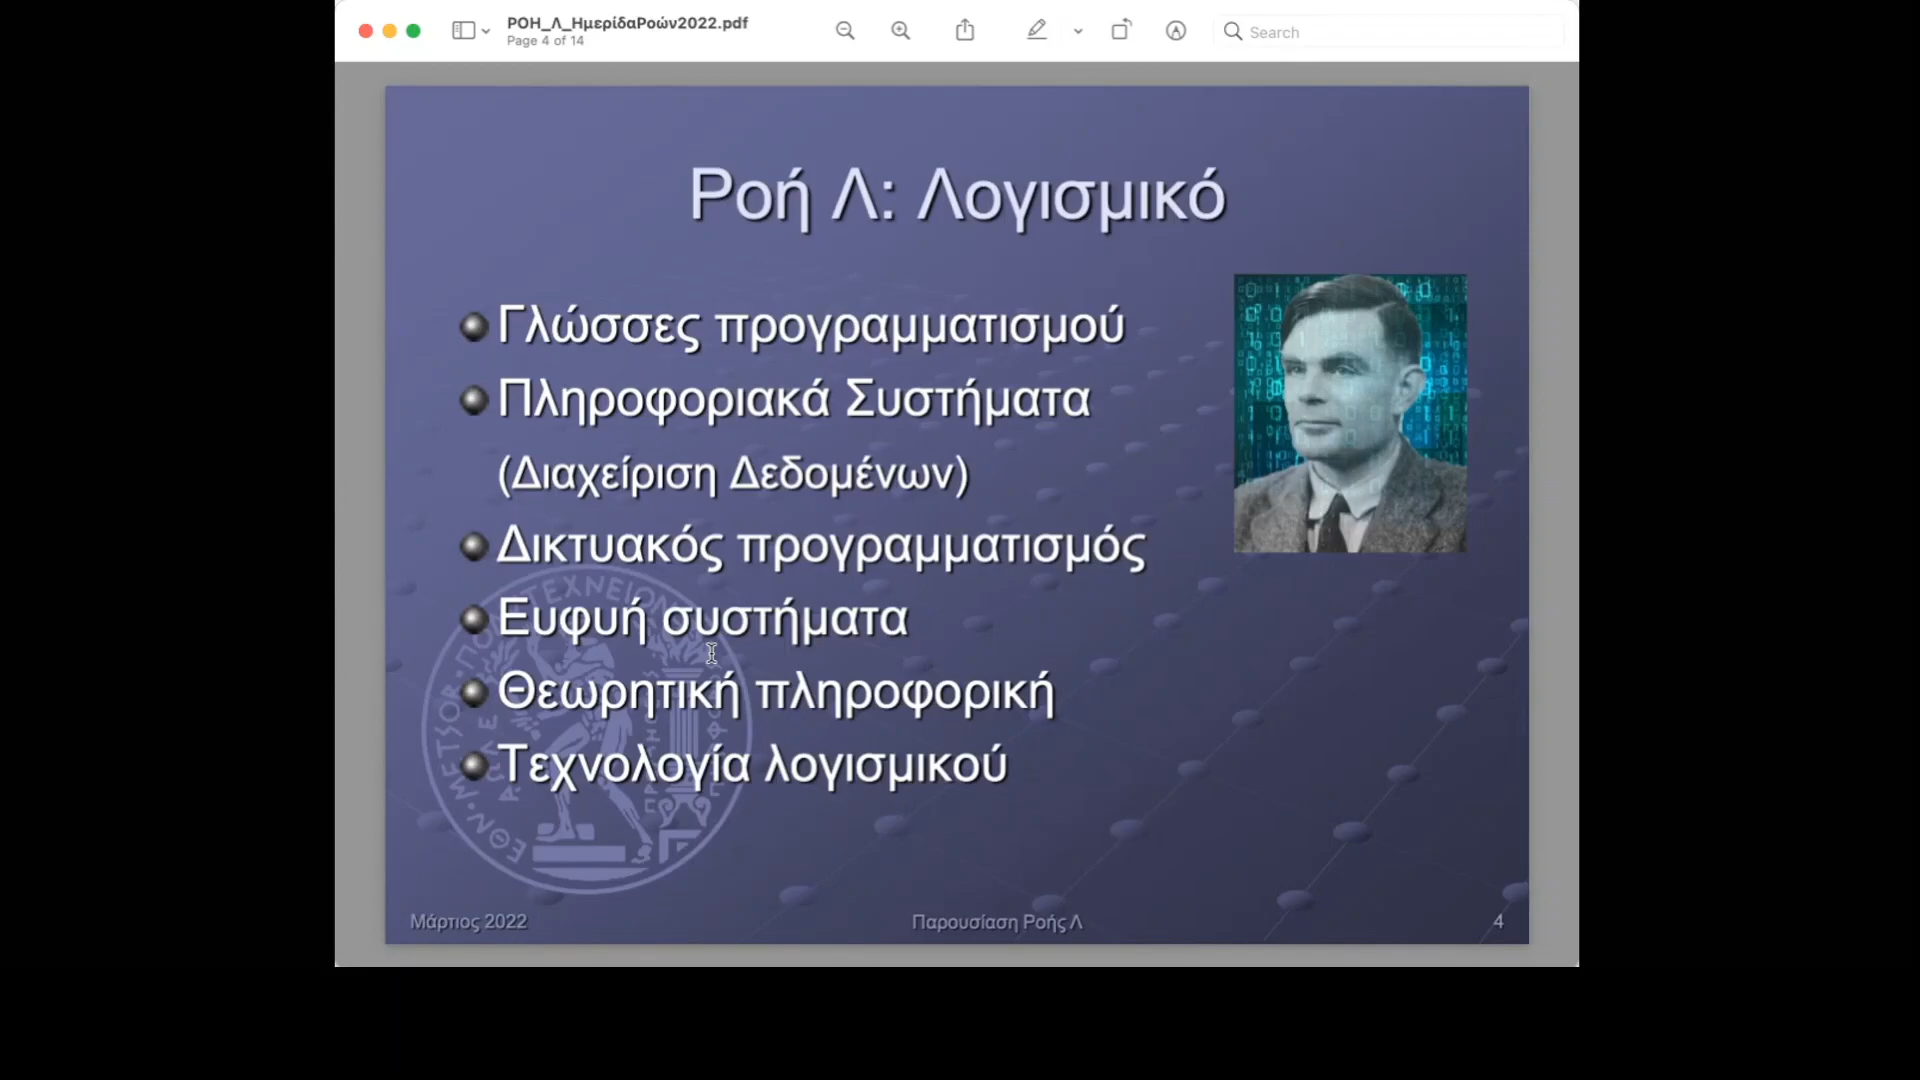 ΡΟΗ_Λ_ΗμερίδαΡοών2022.pdf
Page 4 of 14
Search
Ροή Λ: Λογισμικό
Γλώσσες προγραμματισμού
Πληροφοριακά Συστήματα
(Διαχείριση Δεδομένων)
Δικτυακός προγραμματισμός
Ευφυή συστήματα
Θεωρητική πληροφορική
Τεχνολογία λογισμικού
Μάρτιος 2022
Παρουσίαση Ροής Λ
4